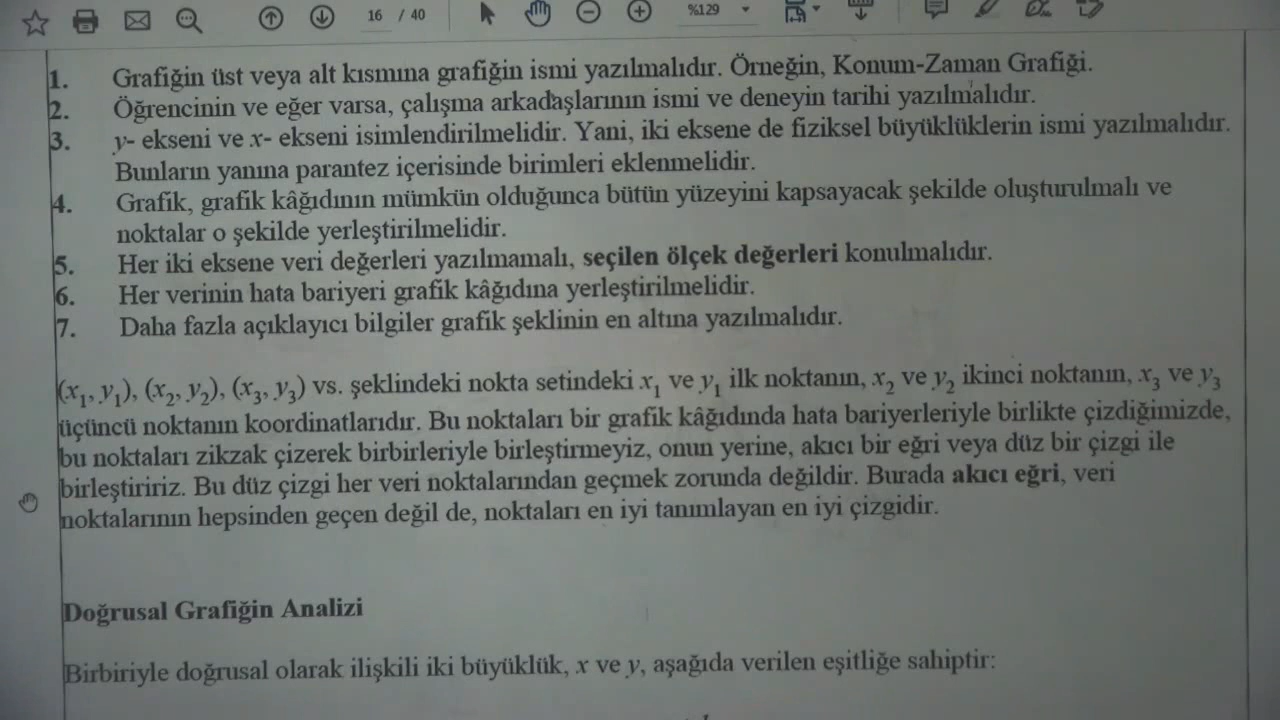 16 / 40 %129
1. Grafiğin üst veya alt kısmına grafiğin ismi yazılmalıdır. Örneğin, Konum-Zaman Grafiği.
2. Öğrencinin ve eğer varsa, çalışma arkadaşlarının ismi ve deneyin tarihi yazılmalıdır.
3. y- ekseni ve x- ekseni isimlendirilmelidir. Yani, iki eksene de fiziksel büyüklüklerin ismi yazılmalıdır.
Bunların yanına parantez içerisinde birimleri eklenmelidir.
4. Grafik, grafik kâğıdının mümkün olduğunca bütün yüzeyini kapsayacak şekilde oluşturulmalı ve
noktalar o şekilde yerleştirilmelidir.
5. Her iki eksene veri değerleri yazılmamalı, seçilen ölçek değerleri konulmalıdır.
6. Her verinin hata bariyeri grafik kâğıdına yerleştirilmelidir.
7. Daha fazla açıklayıcı bilgiler grafik şeklinin en altına yazılmalıdır.
(x₁, y₁), (x₂, y₂), (x₃, y₃) vs. şeklindeki nokta setindeki x₁ ve y₁ ilk noktanın, x₂ ve y₂ ikinci noktanın, x₃ ve y₃
üçüncü noktanın koordinatlarıdır. Bu noktaları bir grafik kâğıdında hata bariyerleriyle birlikte çizdiğimizde,
bu noktaları zikzak çizerek birbirleriyle birleştirmeyiz, onun yerine, akıcı bir eğri veya düz bir çizgi ile
birleştiririz. Bu düz çizgi her veri noktalarından geçmek zorunda değildir. Burada akıcı eğri, veri
noktalarının hepsinden geçen değil de, noktaları en iyi tanımlayan en iyi çizgidir.
Doğrusal Grafiğin Analizi
Birbiriyle doğrusal olarak ilişkili iki büyüklük, x ve y, aşağıda verilen eşitliğe sahiptir: